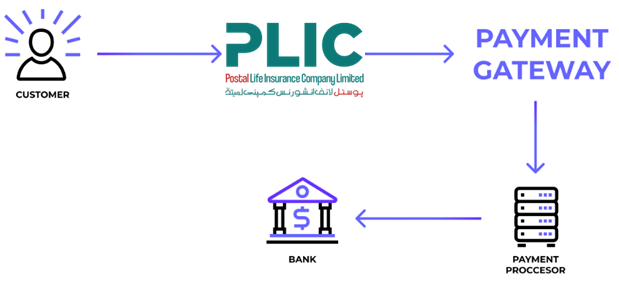 PLIC
Postal Life Insurance Company Limited
پوسٹل لائف انشورنس کمپنی لمیٹڈ
PAYMENT
GATEWAY
CUSTOMER
$
BANK
PAYMENT
PROCCESOR